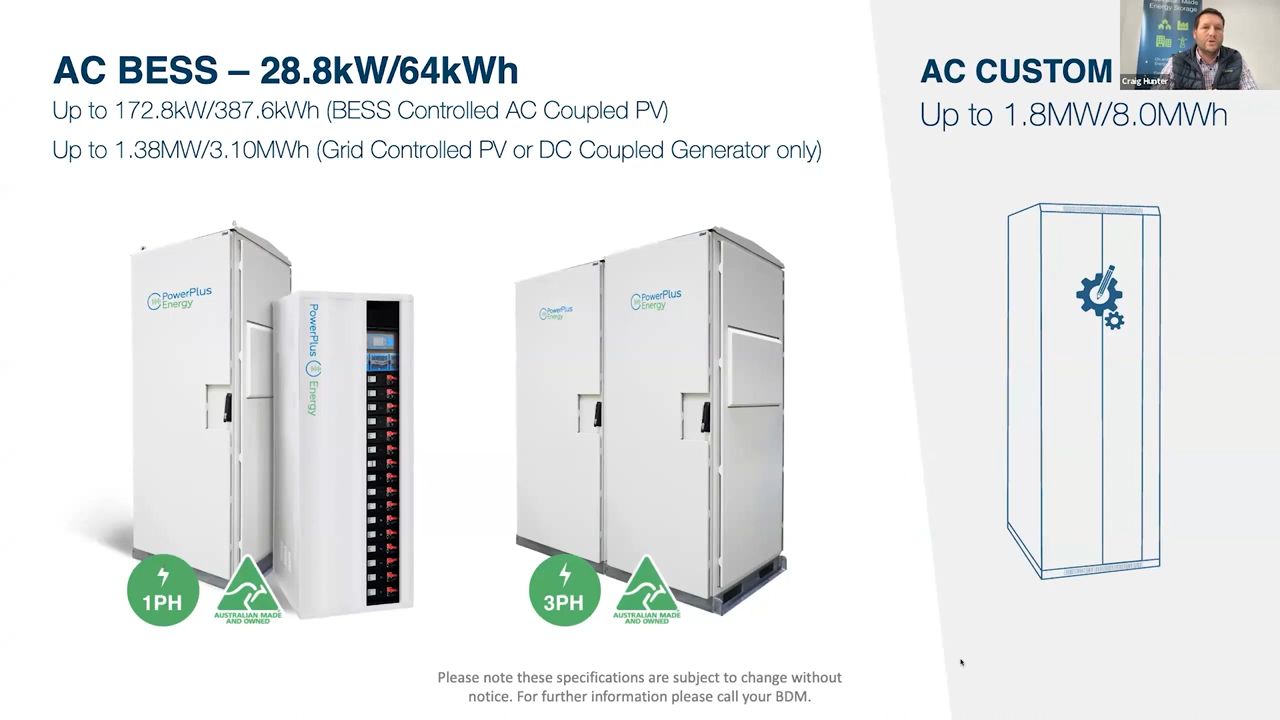 AC BESS – 28.8kW/64kWh
Up to 172.8kW/387.6kWh (BESS Controlled AC Coupled PV)
Up to 1.38MW/3.10MWh (Grid Controlled PV or DC Coupled Generator only)
AC CUSTOM
Up to 1.8MW/8.0MWh
Made
Energy Storage
Craig Hunter
PowerPlus
Energy
PowerPlus Energy
1PH
AUSTRALIAN MADE
AND OWNED
PowerPlus
Energy
PowerPlus
Energy
3PH
AUSTRALIAN MADE
AND OWNED
Please note these specifications are subject to change without
notice. For further information please call your BDM.